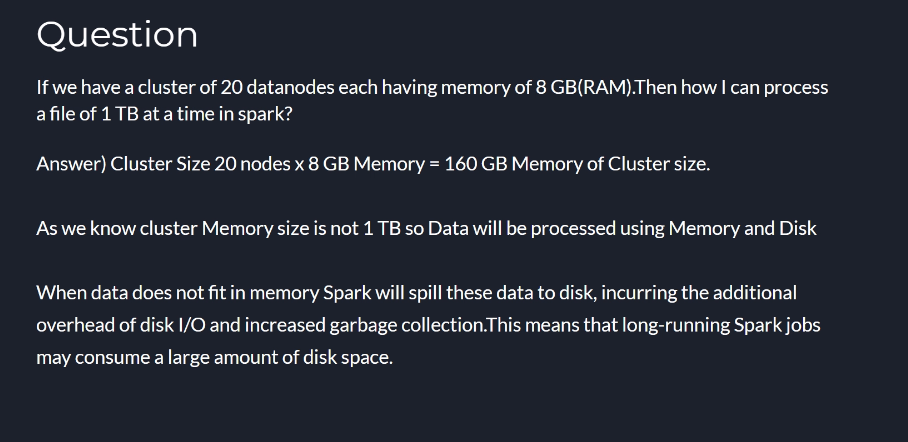 Question
If we have a cluster of 20 datanodes each having memory of 8 GB(RAM).Then how I can process
a file of 1 TB at a time in spark?
Answer) Cluster Size 20 nodes x 8 GB Memory = 160 GB Memory of Cluster size.
As we know cluster Memory size is not 1 TB so Data will be processed using Memory and Disk
When data does not fit in memory Spark will spill these data to disk, incurring the additional
overhead of disk I/O and increased garbage collection.This means that long-running Spark jobs
may consume a large amount of disk space.